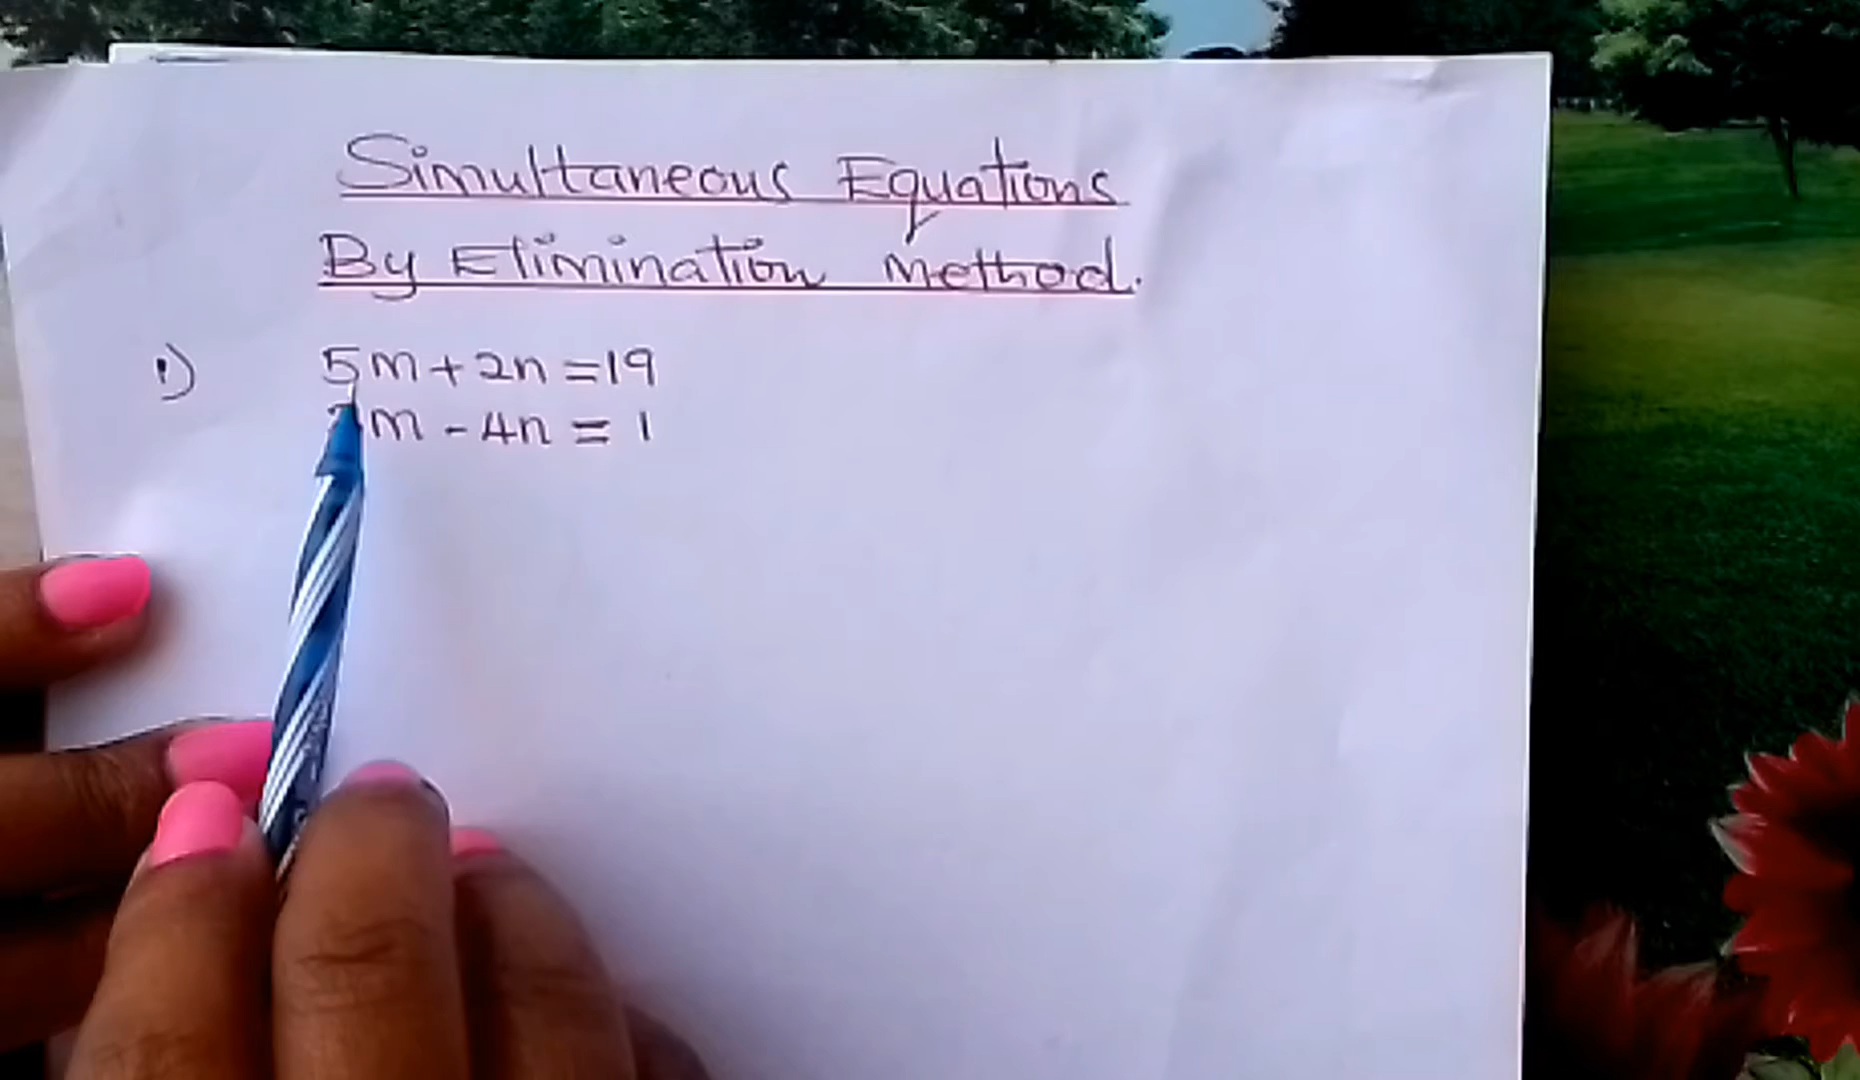 Simultaneous Equations
By Elimination Method.
1) 5m + 2n = 19
m - 4n = 1